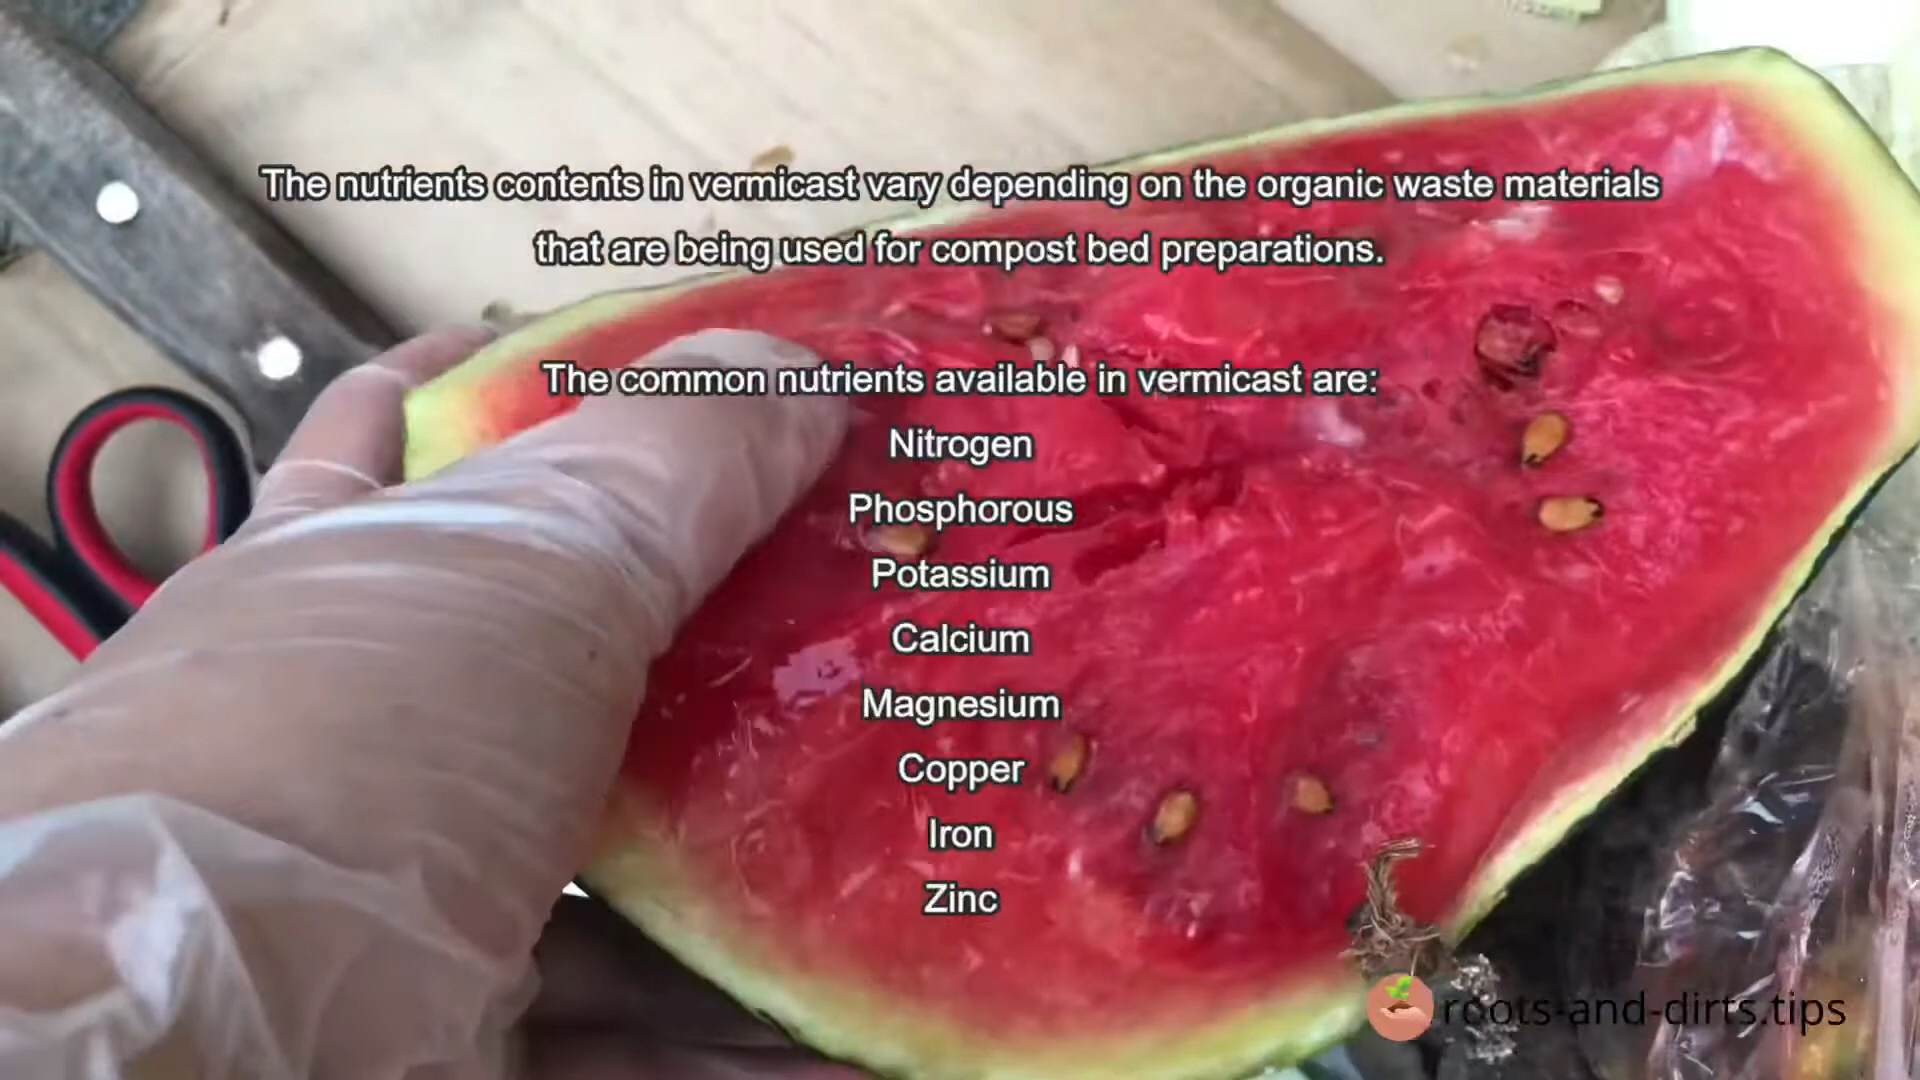 The nutrients contents in vermicast vary depending on the organic waste materials
that are being used for compost bed preparations.
The common nutrients available in vermicast are:
Nitrogen
Phosphorous
Potassium
Calcium
Magnesium
Copper
Iron
Zinc
roots-and-dirts.tips